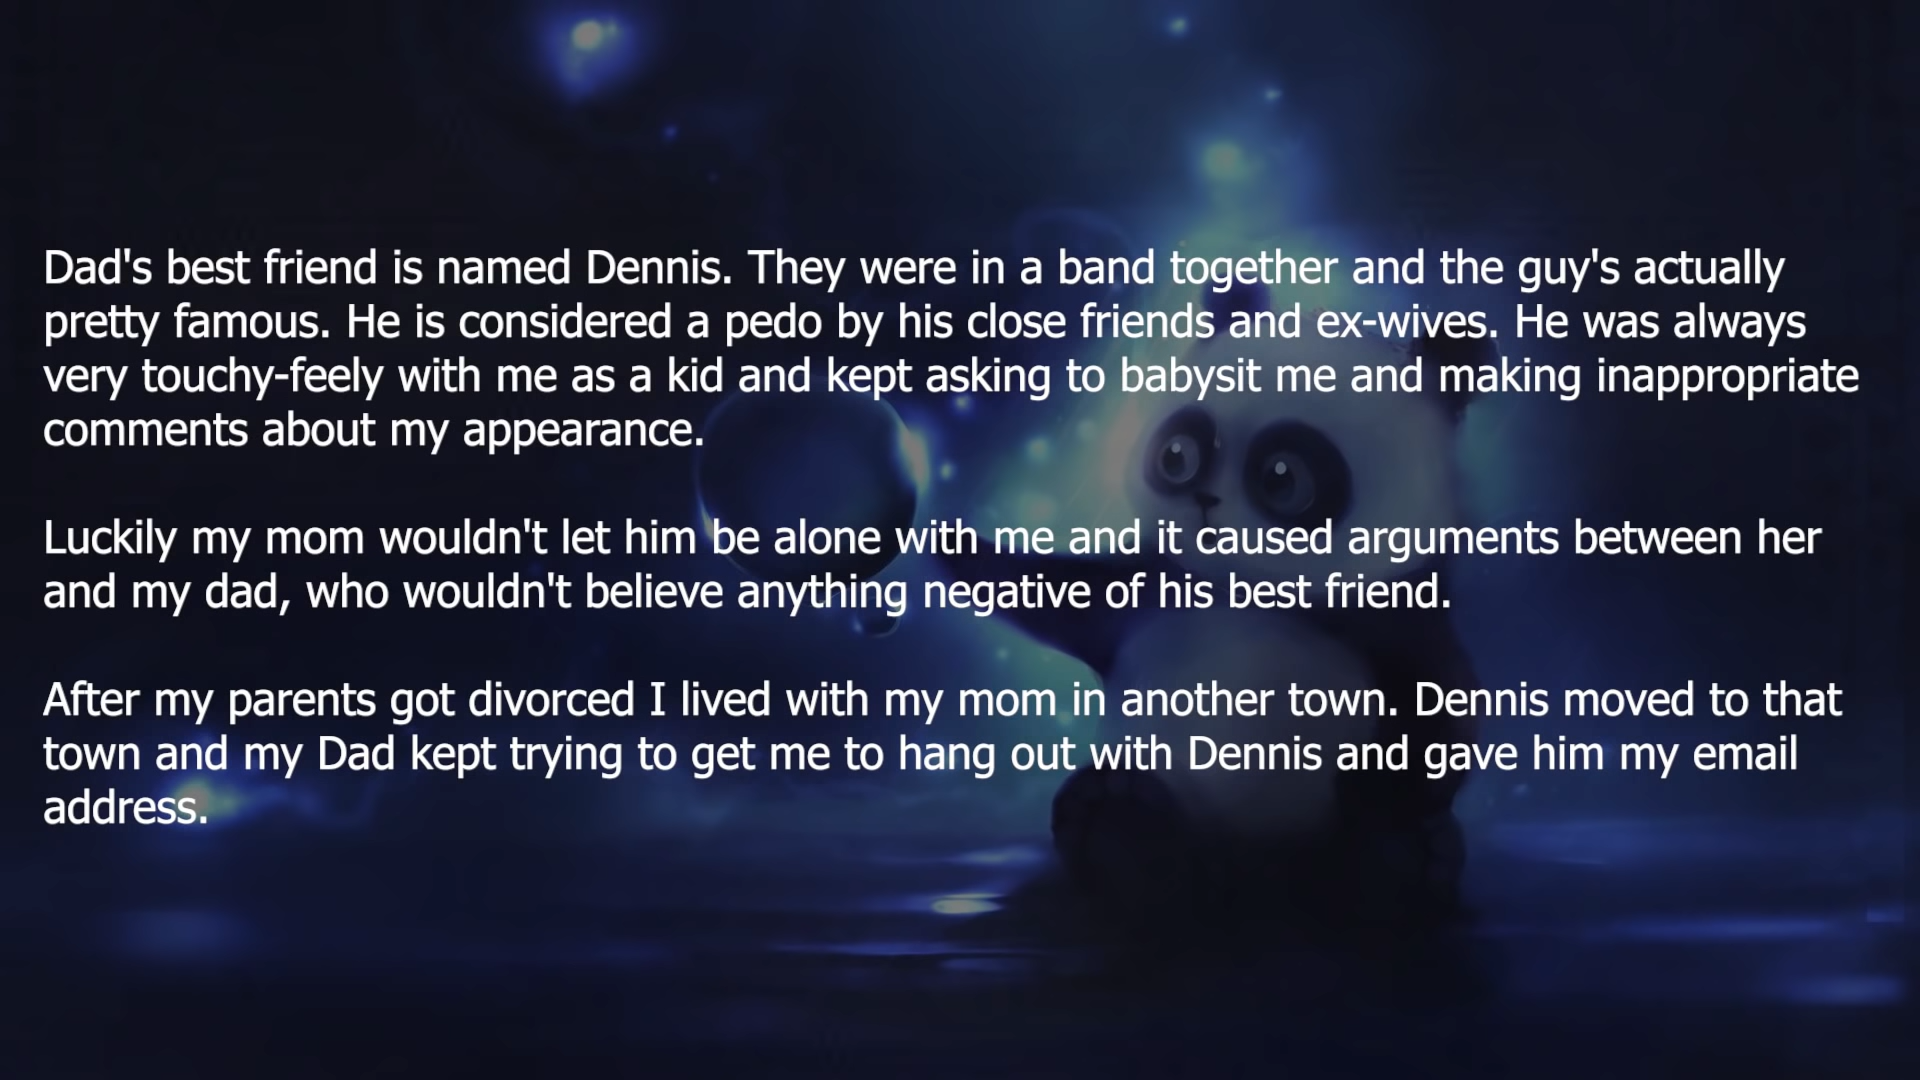 Dad's best friend is named Dennis. They were in a band together and the guy's actually
pretty famous. He is considered a pedo by his close friends and ex-wives. He was always
very touchy-feely with me as a kid and kept asking to babysit me and making inappropriate
comments about my appearance.
Luckily my mom wouldn't let him be alone with me and it caused arguments between her
and my dad, who wouldn't believe anything negative of his best friend.
After my parents got divorced I lived with my mom in another town. Dennis moved to that
town and my Dad kept trying to get me to hang out with Dennis and gave him my email
address.